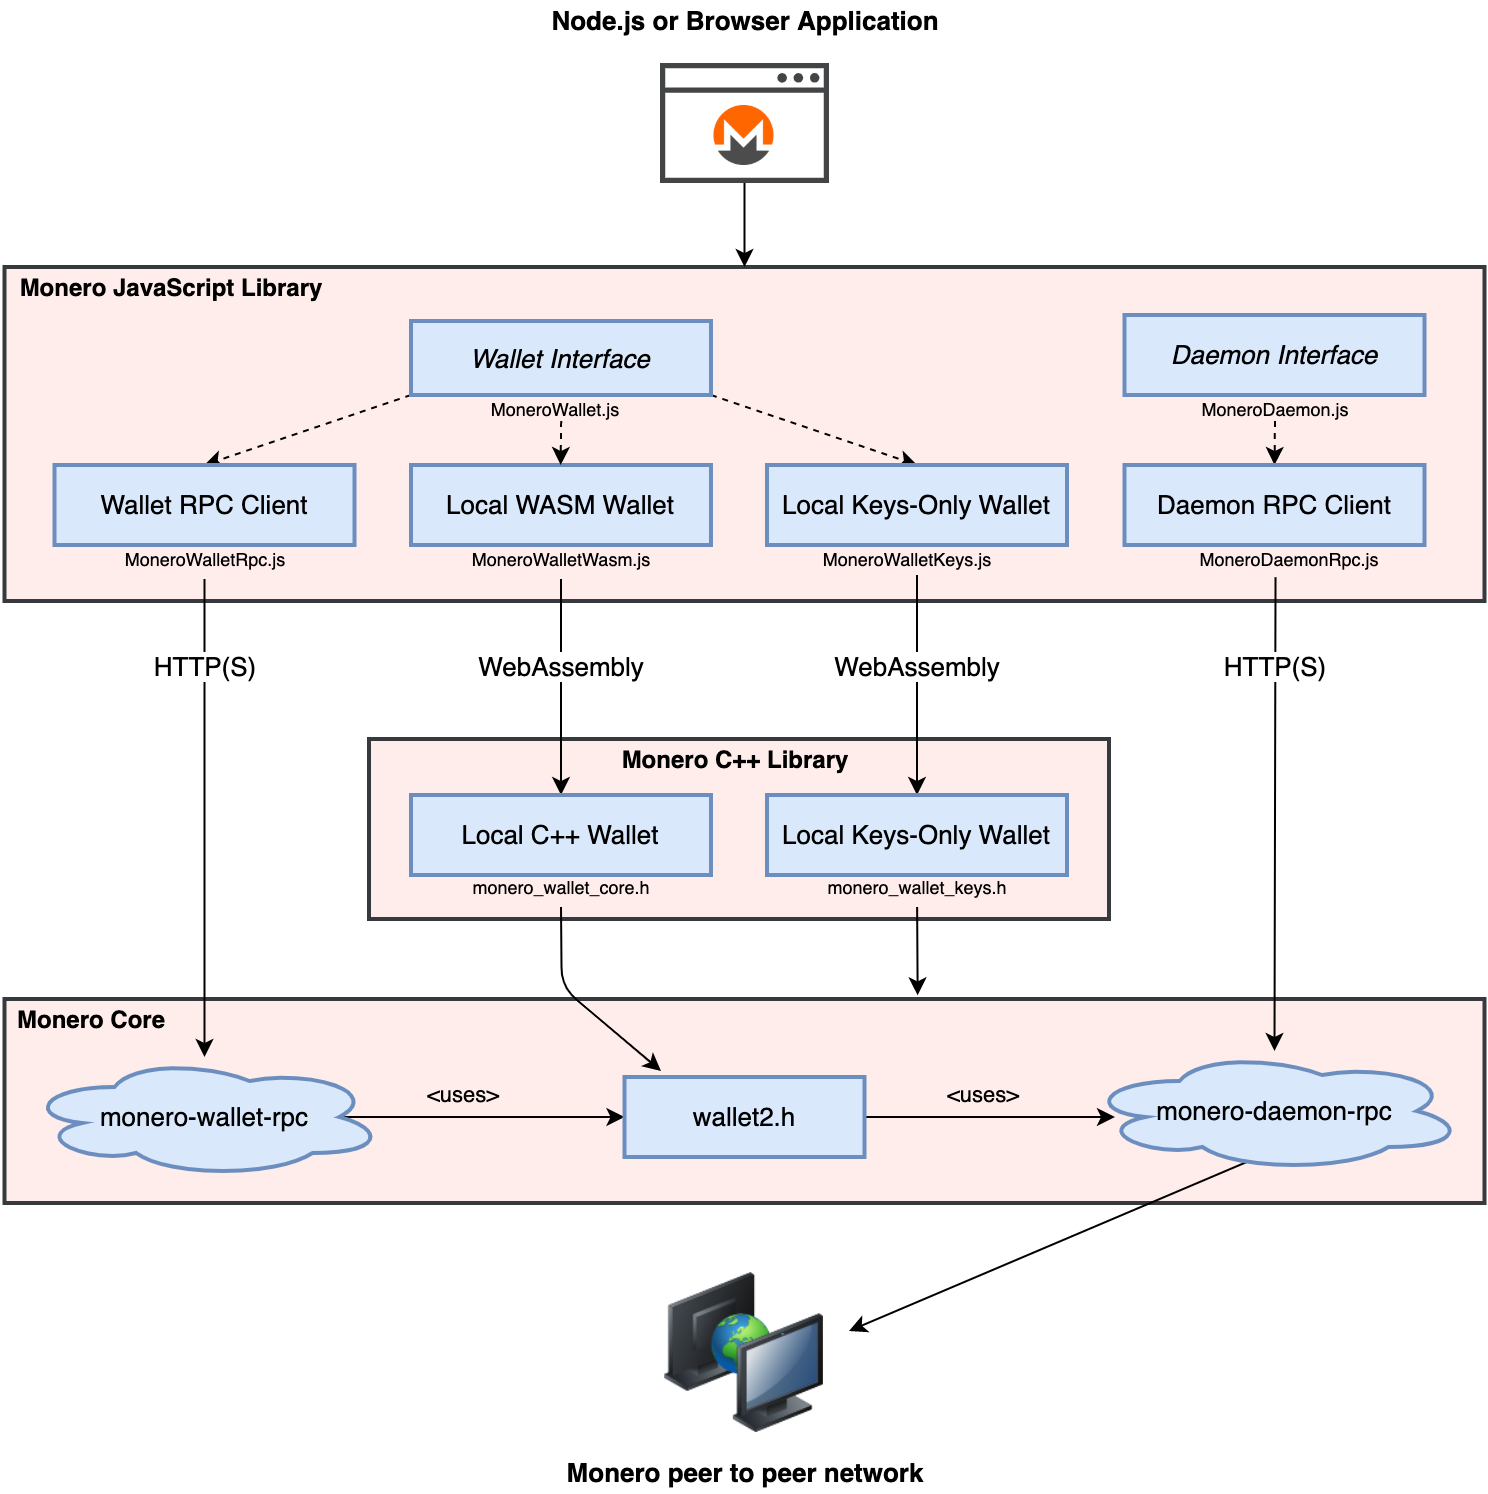 Node.js or Browser Application
Monero JavaScript Library
Wallet Interface
Daemon Interface
MoneroWallet.js
MoneroDaemon.js
Wallet RPC Client
Local WASM Wallet
Local Keys-Only Wallet
Daemon RPC Client
MoneroWalletRpc.js
MoneroWalletWasm.js
MoneroWalletKeys.js
MoneroDaemonRpc.js
HTTP(S)
WebAssembly
WebAssembly
HTTP(S)
Monero C++ Library
Local C++ Wallet
Local Keys-Only Wallet
monero_wallet_core.h
monero_wallet_keys.h
Monero Core
<uses>
<uses>
monero-wallet-rpc
wallet2.h
monero-daemon-rpc
Monero peer to peer network